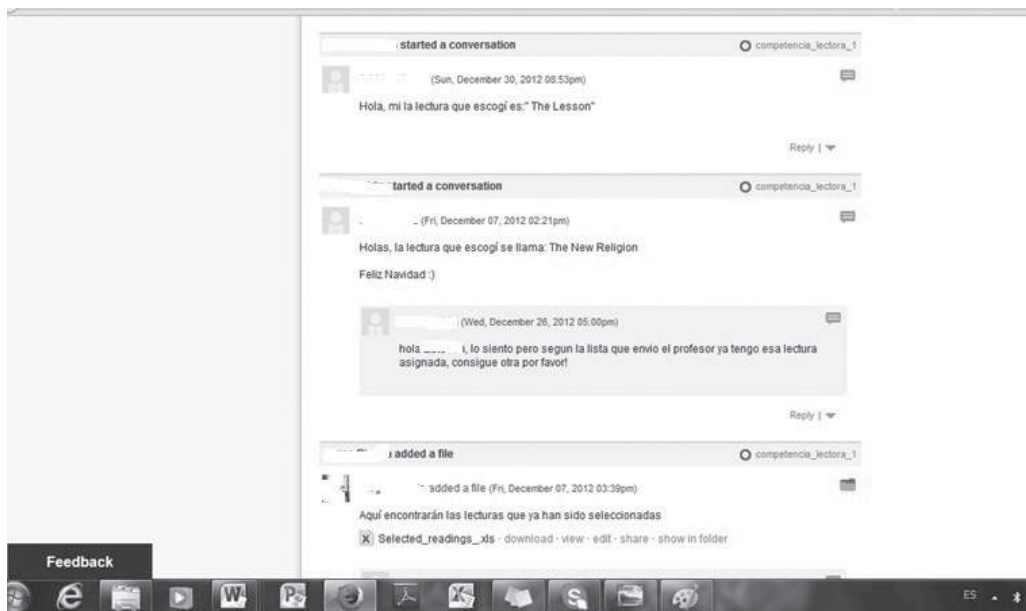 started a conversation
competencia_lectora_1
(Sun, December 30, 2012 08:53pm)
Hola, mi la lectura que escogí es:" The Lesson"
Reply |
tarted a conversation
competencia_lectora_1
(Fri, December 07, 2012 02:21pm)
Holas, la lectura que escogí se llama: The New Religion
Feliz Navidad :)
(Wed, December 26, 2012 05:00pm)
hola i, lo siento pero segun la lista que envio el profesor ya tengo esa lectura
asignada, consigue otra por favor!
Reply |
added a file
competencia_lectora_1
added a file (Fri, December 07, 2012 03:39pm)
Aquí encontrarán las lecturas que ya han sido seleccionadas
Selected_readings_.xls - download - view - edit - share - show in folder
Feedback
ES